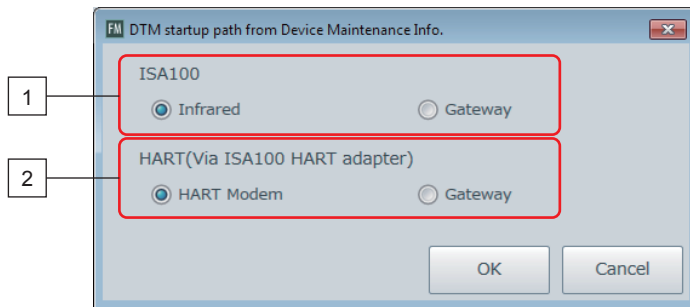 FM DTM startup path from Device Maintenance Info.
1
ISA100
Infrared Gateway
2
HART(Via ISA100 HART adapter)
HART Modem Gateway
OK Cancel